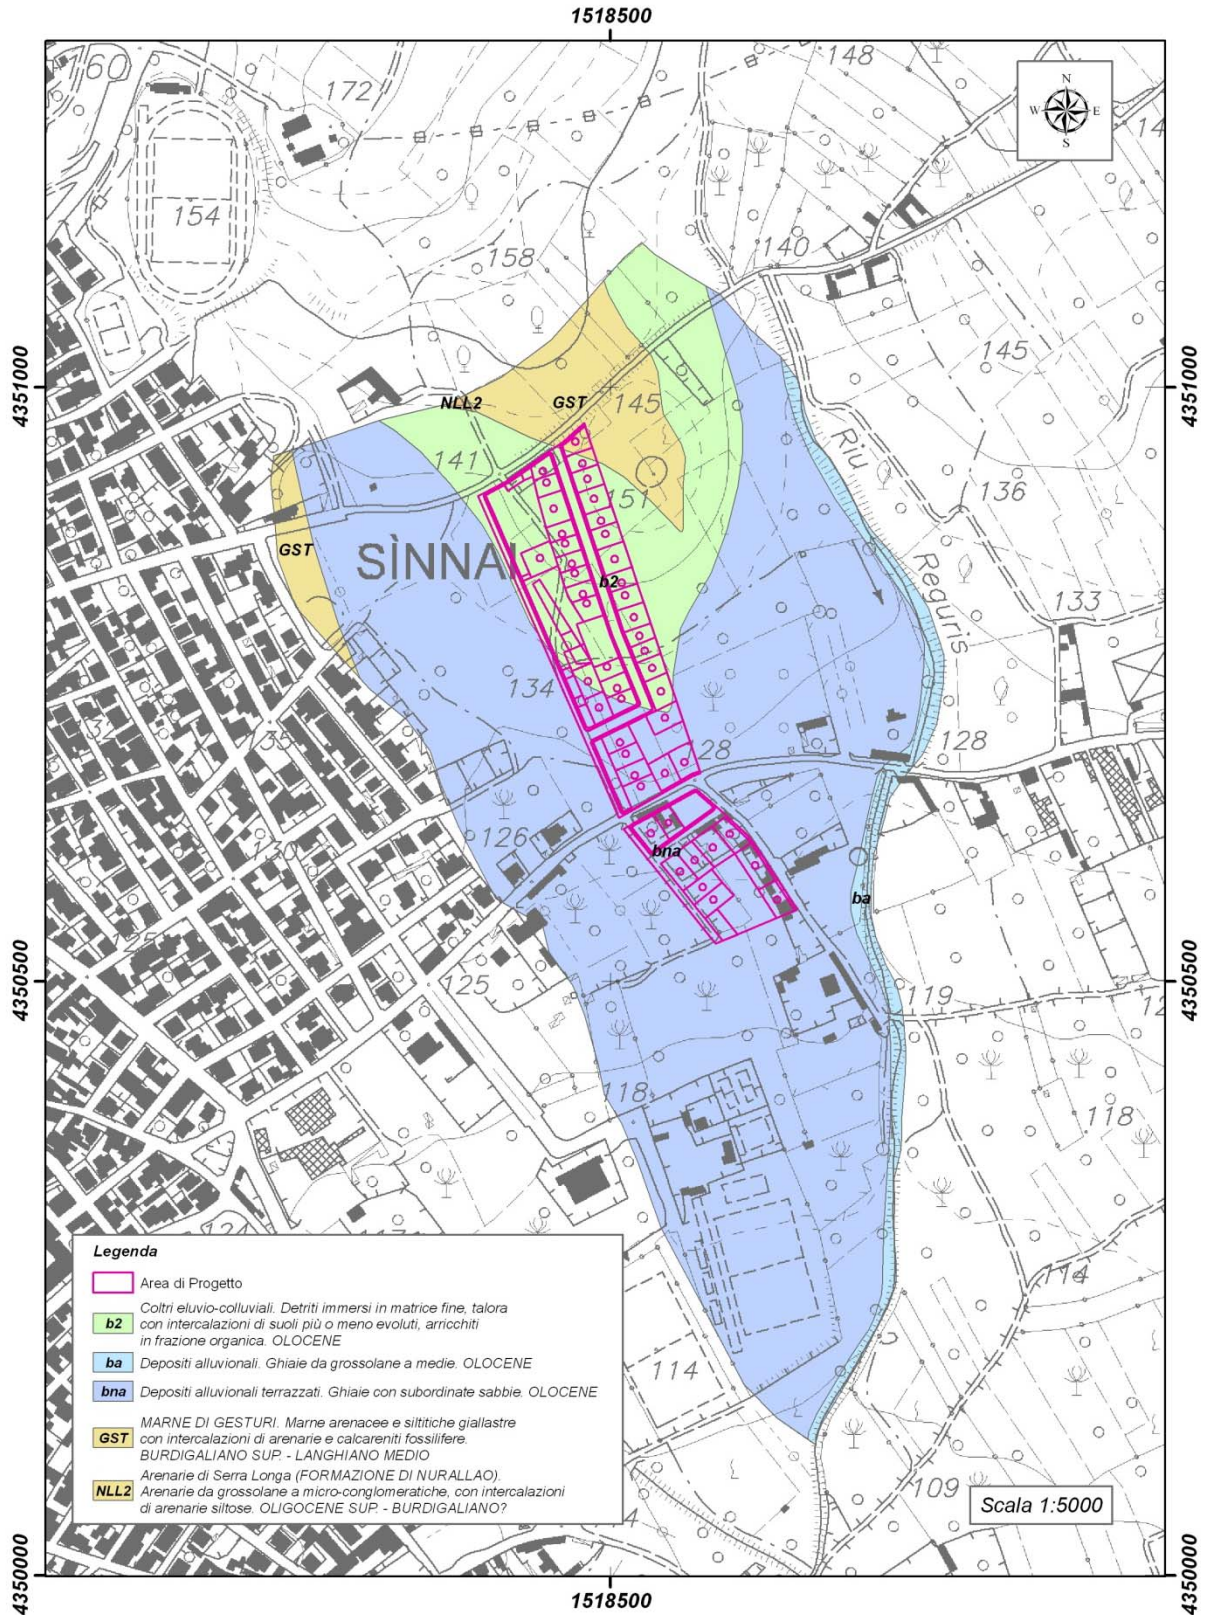 1518500
160
172
148
N
W E
S
154
158
140
145
4351000
4351000
NLL2
GST
145
Riu
141
151
136
GST
SÌNNAI
b2
Reguris
133
134
132
135
28
128
126
130
bna
ba
125
4350500
4350500
125
119
118
118
124
114
114
109
Legenda
Area di Progetto
b2
Coltri eluvio-colluviali. Detriti immersi in matrice fine, talora
con intercalazioni di suoli più o meno evoluti, arricchiti
in frazione organica. OLOCENE
ba
Depositi alluvionali. Ghiaie da grossolane a medie. OLOCENE
bna
Depositi alluvionali terrazzati. Ghiaie con subordinate sabbie. OLOCENE
GST
MARNE DI GESTURI. Marne arenacee e siltitiche giallastre
con intercalazioni di arenarie e calcareniti fossilifere.
BURDIGALIANO SUP. - LANGHIANO MEDIO
NLL2
Arenarie di Serra Longa (FORMAZIONE DI NURALLAO).
Arenarie da grossolane a micro-conglomeratiche, con intercalazioni
di arenarie siltose. OLIGOCENE SUP. - BURDIGALIANO?
Scala 1:5000
4350000
4350000
1518500